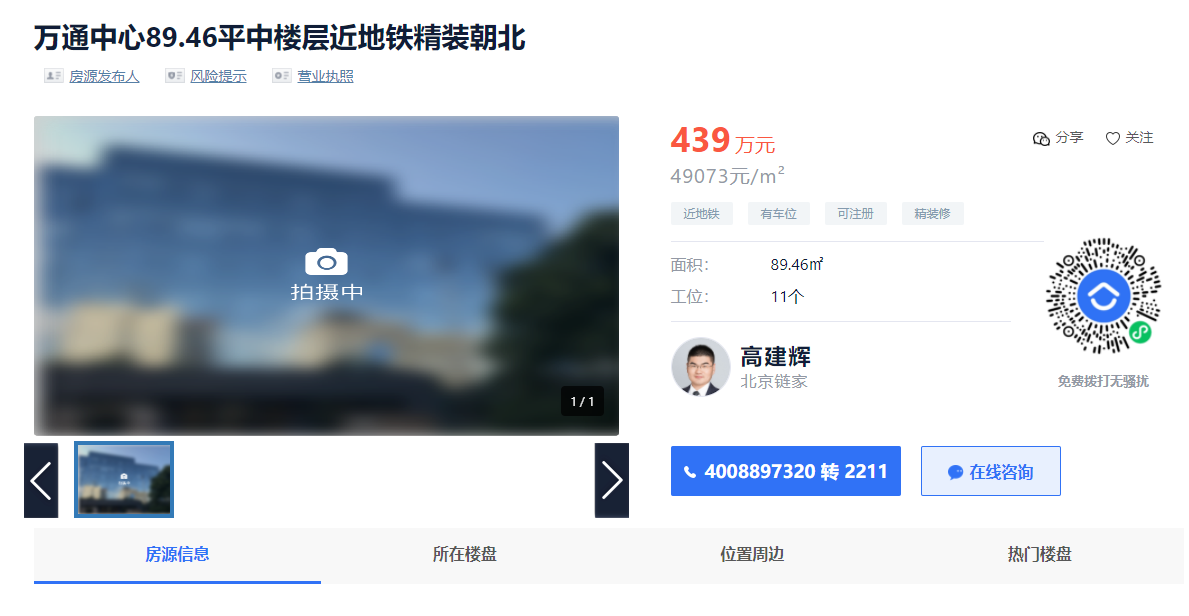 万通中心89.46平中楼层近地铁精装朝北
房源发布人 风险提示 营业执照
439万元
分享 关注
49073元/m²
近地铁 有车位 可注册 精装修
面积: 89.46㎡
工位: 11个
拍摄中
高建辉
北京链家
免费拨打无骚扰
1 / 1
4008897320 转 2211
在线咨询
房源信息 所在楼盘 位置周边 热门楼盘